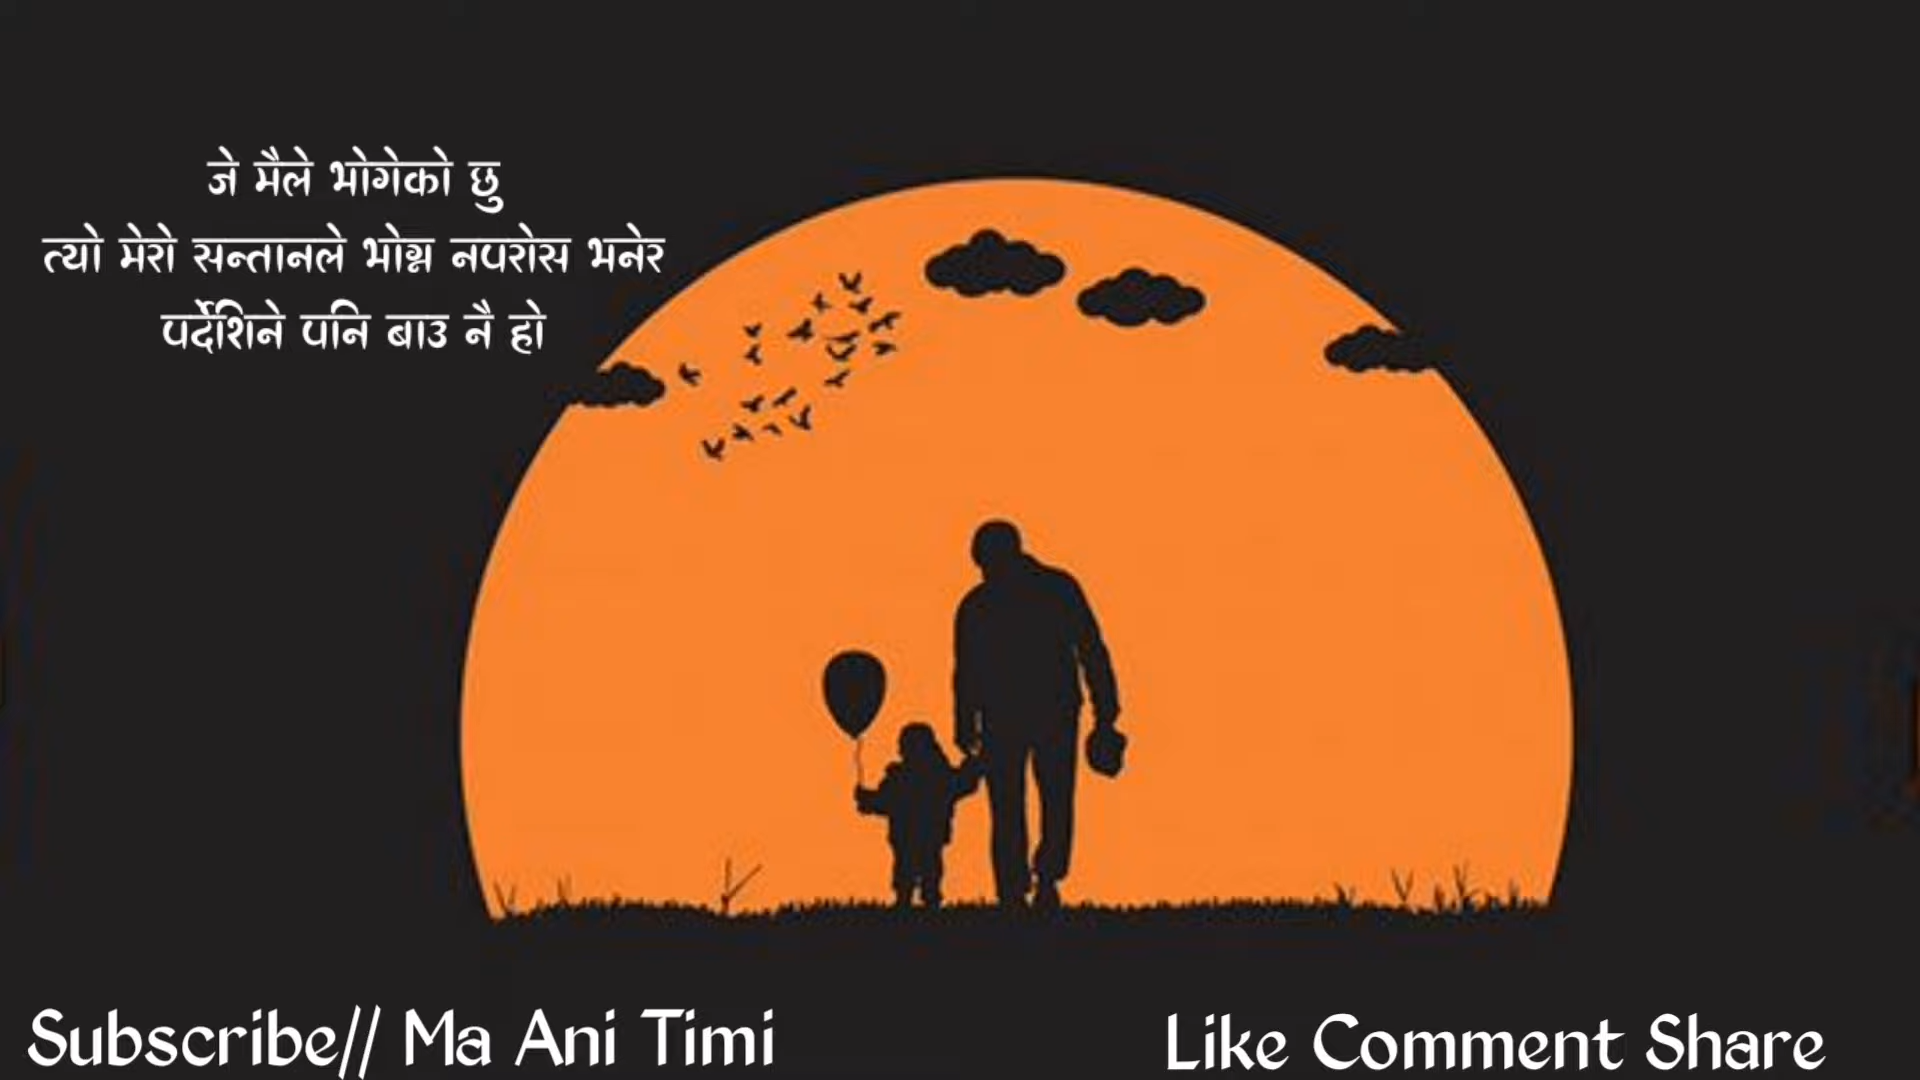 जे मैले भोगेको छु
त्यो मेरो सन्तानले भोग्न नपरोस भनेर
पर्देशिने पनि बाउ नै हो
Subscribe// Ma Ani Timi
Like Comment Share